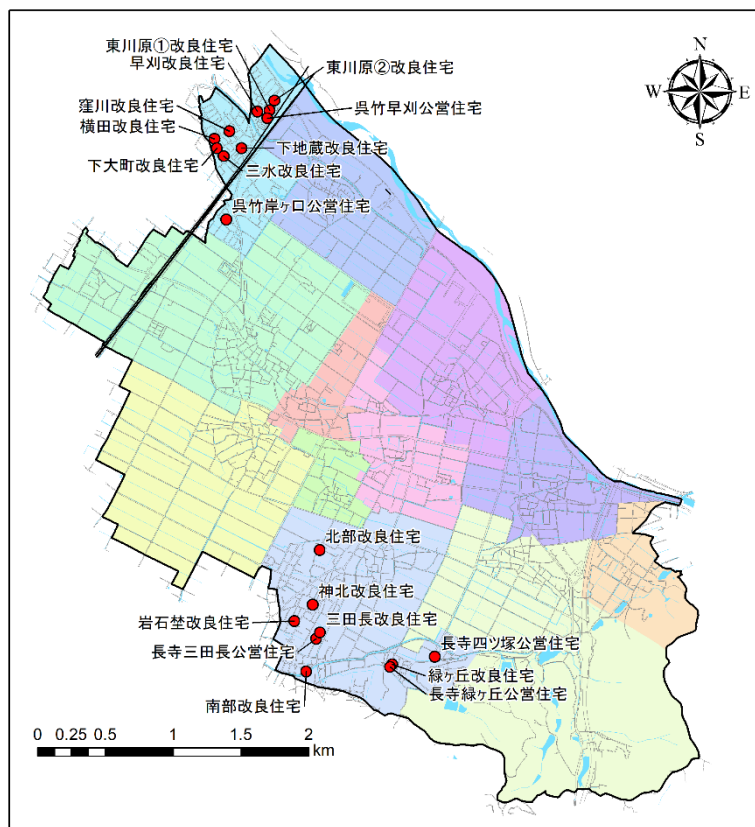 N
W
E
S
東川原①改良住宅
早刈改良住宅
東川原②改良住宅
窪川改良住宅
呉竹早刈公営住宅
横田改良住宅
下地蔵改良住宅
下大町改良住宅
三水改良住宅
呉竹岸ヶ口公営住宅
北部改良住宅
神北改良住宅
岩石埜改良住宅
三田長改良住宅
長寺三田長公営住宅
長寺四ツ塚公営住宅
緑ヶ丘改良住宅
長寺緑ヶ丘公営住宅
南部改良住宅
0 0.25 0.5 1 1.5 2
km